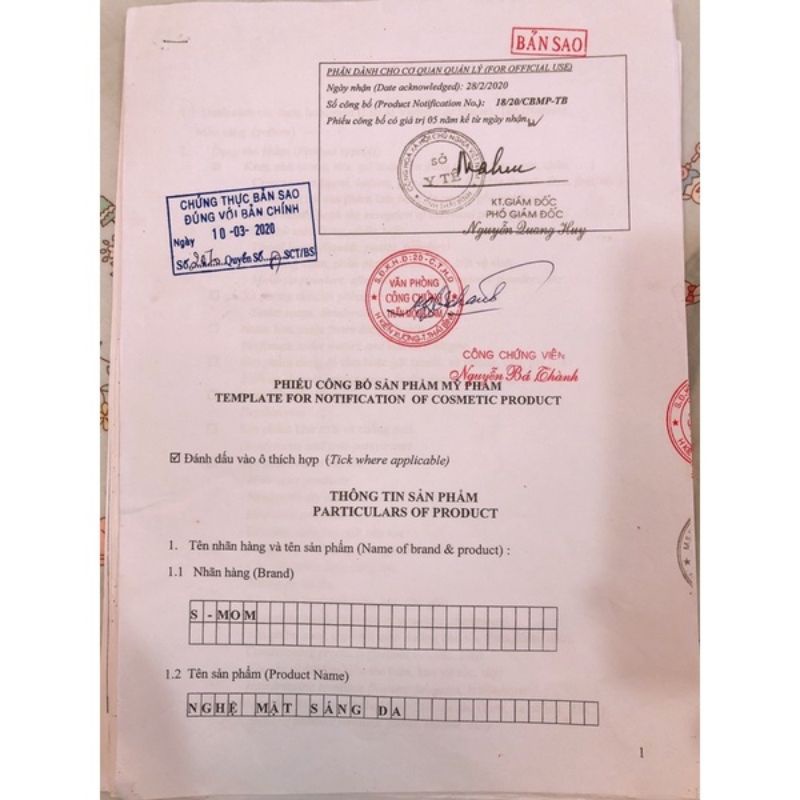 BẢN SAO
PHẦN DÀNH CHO CƠ QUAN QUẢN LÝ (FOR OFFICIAL USE)
Ngày nhận (Date acknowledged): 28/2/2020
Số công bố (Product Notification No.): 18/20/CBMP-TB
Phiếu công bố có giá trị 05 năm kể từ ngày nhận
SỞ
Y TẾ
KT.GIÁM ĐỐC
PHÓ GIÁM ĐỐC
Nguyễn Quang Huy
CHỨNG THỰC BẢN SAO
ĐÚNG VỚI BẢN CHÍNH
Ngày 10-03-2020
Số Quyển Số SCT/BS
VĂN PHÒNG
CÔNG CHỨNG
CÔNG CHỨNG VIÊN
Nguyễn Bá Thành
PHIẾU CÔNG BỐ SẢN PHẨM MỸ PHẨM
TEMPLATE FOR NOTIFICATION OF COSMETIC PRODUCT
☑ Đánh dấu vào ô thích hợp (Tick where applicable)
THÔNG TIN SẢN PHẨM
PARTICULARS OF PRODUCT
1. Tên nhãn hàng và tên sản phẩm (Name of brand & product) :
1.1 Nhãn hàng (Brand)
S - MOM
1.2 Tên sản phẩm (Product Name)
NGHỆ MẶT SÁNG DA
1